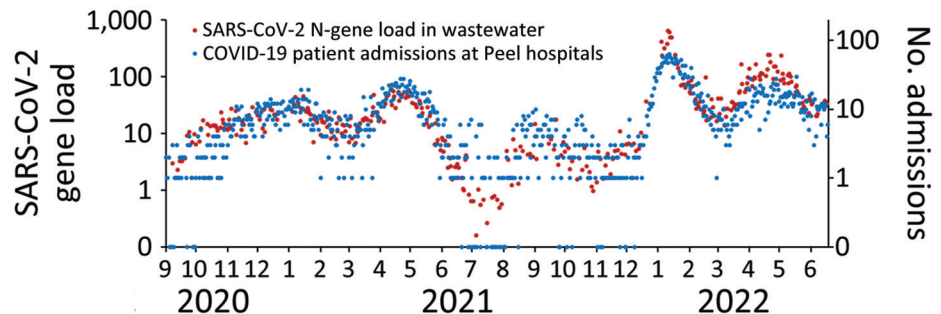 SARS-CoV-2 N-gene load in wastewater
COVID-19 patient admissions at Peel hospitals
SARS-CoV-2
gene load
1,000
100
10
1
0
100
10
1
0
No. admissions
9 10 11 12 1 2 3 4 5 6 7 8 9 10 11 12 1 2 3 4 5 6
2020 2021 2022